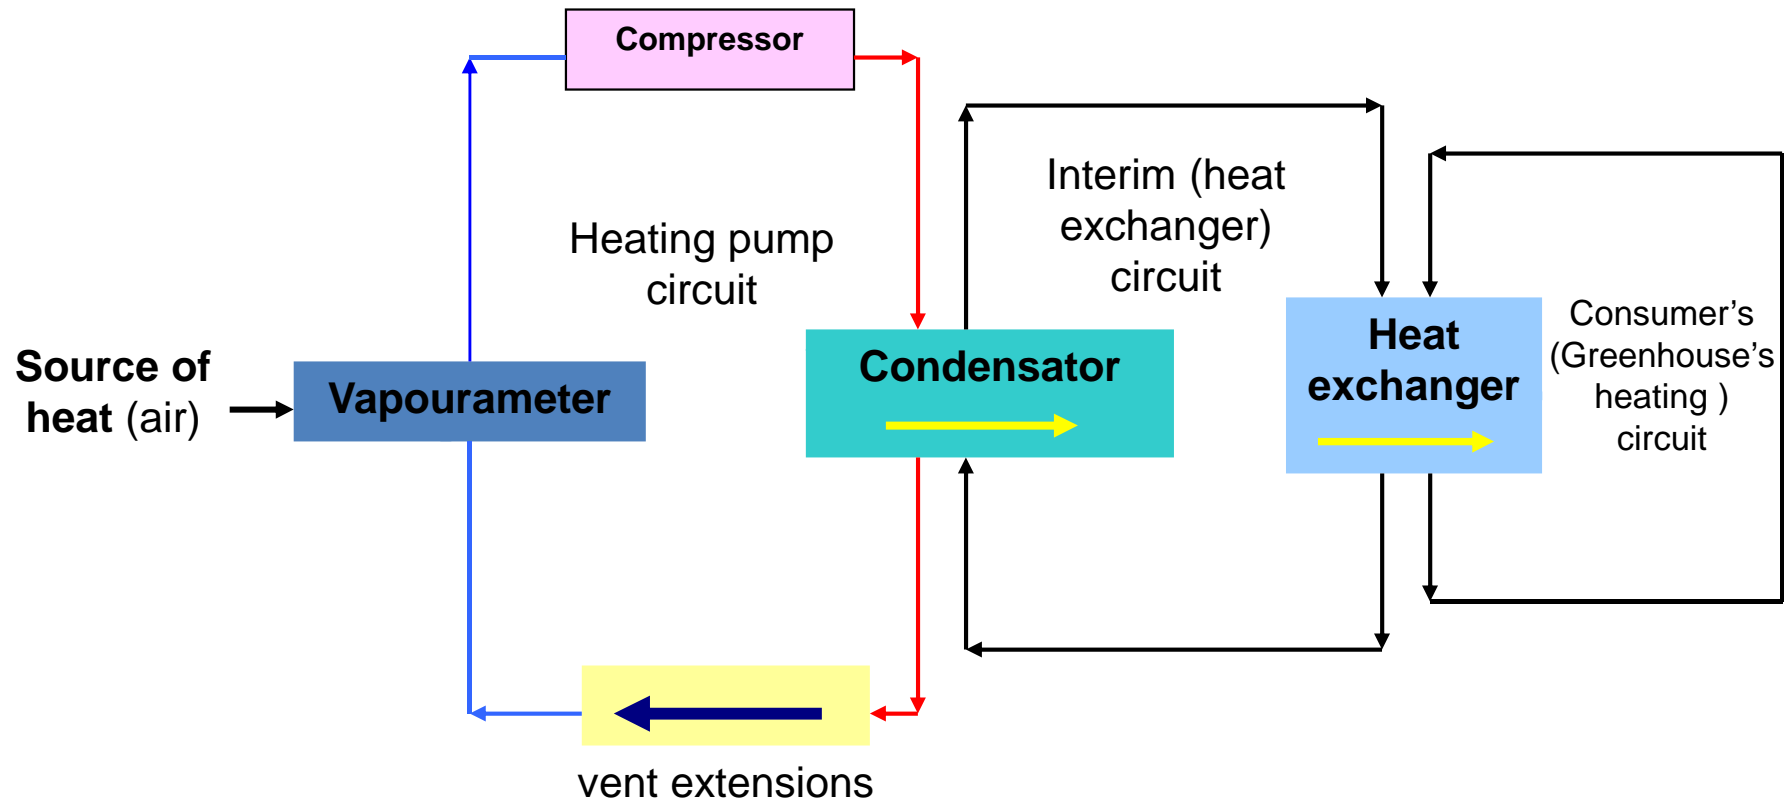 Compressor
Interim (heat
exchanger)
circuit
Heating pump
circuit
Source of
heat (air)
Vapourameter
Condensator
Heat
exchanger
Consumer’s
(Greenhouse’s
heating )
circuit
vent extensions